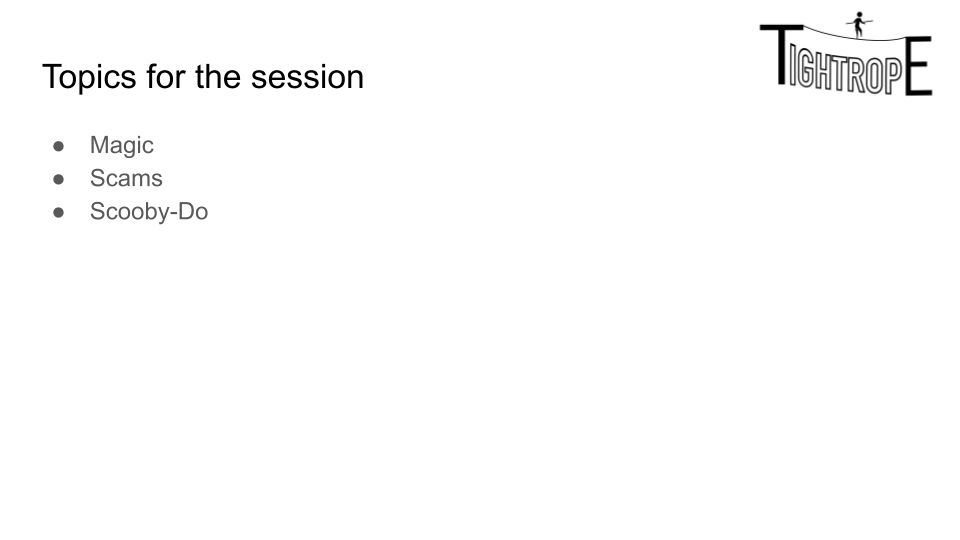 TIGHTROPE
Topics for the session
● Magic
● Scams
● Scooby-Do